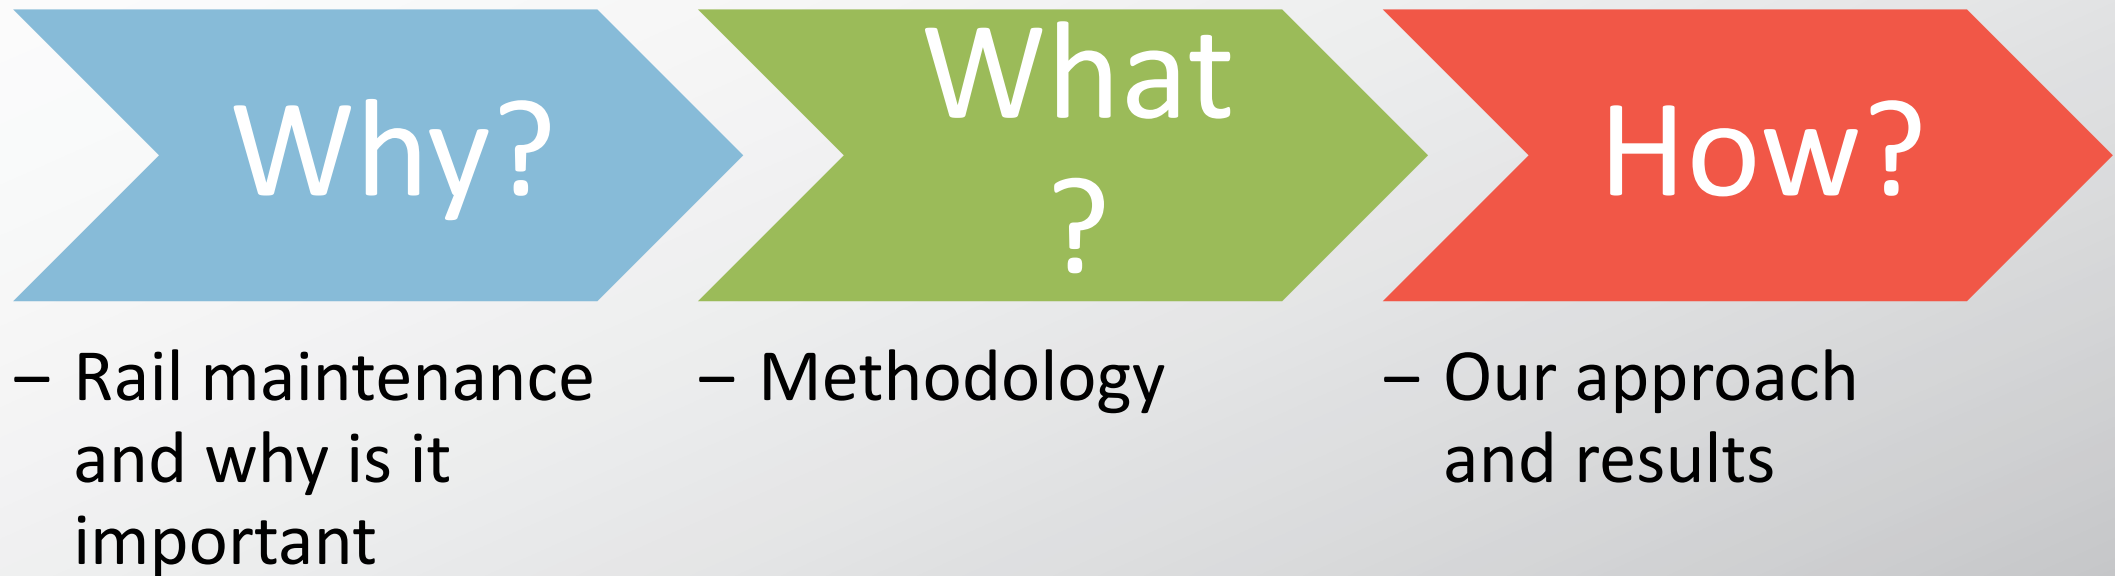 Why?
What
?
How?
– Rail maintenance
and why is it
important
– Methodology
– Our approach
and results